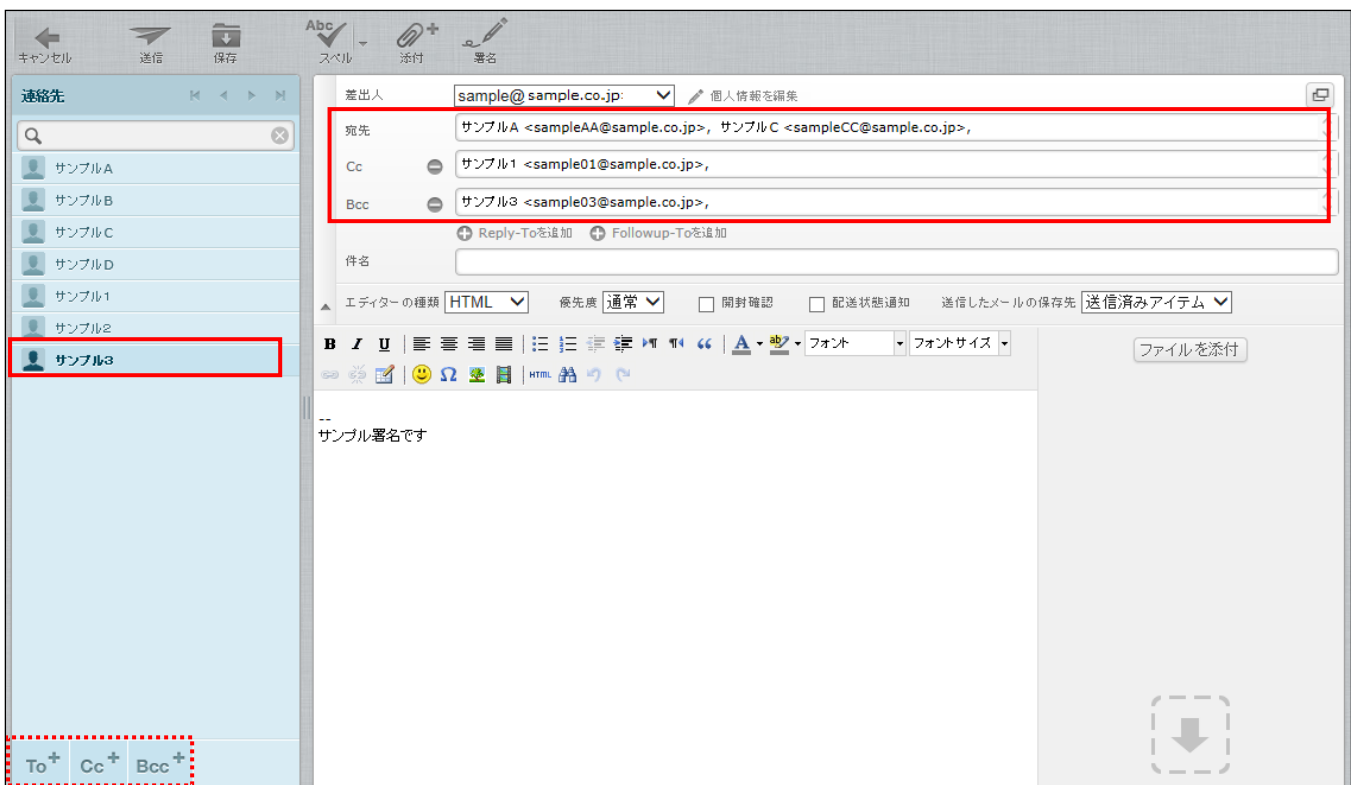 キャンセル 送信 保存 Abc スペル 添付 署名
連絡先
サンプルA
サンプルB
サンプルC
サンプルD
サンプル1
サンプル2
サンプル3
To+ Cc+ Bcc+
差出人 sample@sample.co.jp 個人情報を編集
宛先 サンプルA <sampleAA@sample.co.jp>, サンプルC <sampleCC@sample.co.jp>,
Cc サンプル1 <sample01@sample.co.jp>,
Bcc サンプル3 <sample03@sample.co.jp>,
Reply-Toを追加 Followup-Toを追加
件名
エディターの種類 HTML 優先度 通常 開封確認 配送状態通知 送信したメールの保存先 送信済みアイテム
B I U A ab フォント フォントサイズ
Ω HTML
--
サンプル署名です
ファイルを添付